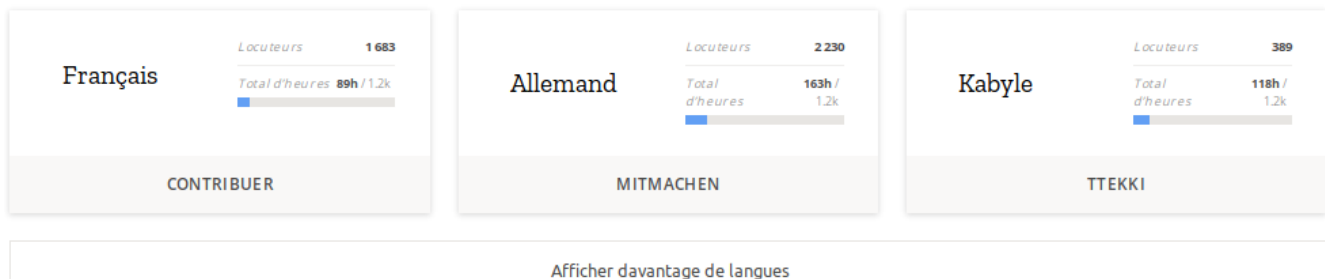 Français
Locuteurs 1 683
Total d'heures 89h / 1.2k
CONTRIBUER
Allemand
Locuteurs 2 230
Total 163h /
d'heures 1.2k
MITMACHEN
Kabyle
Locuteurs 389
Total 118h /
d'heures 1.2k
TTEKKI
Afficher davantage de langues